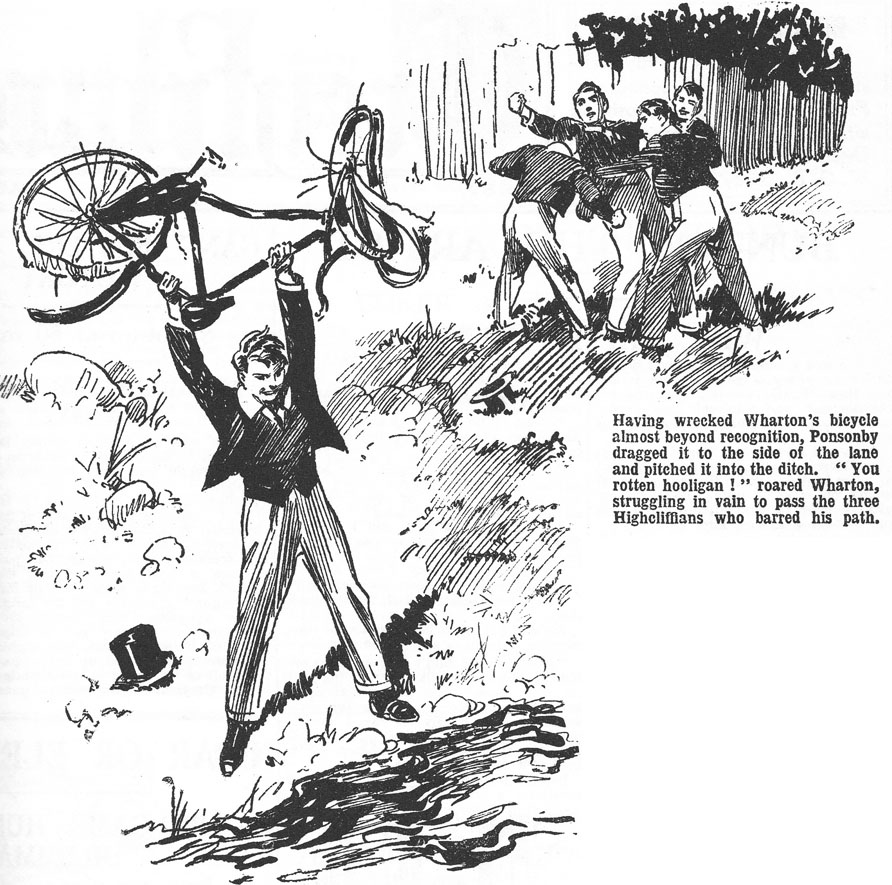 Having wrecked Wharton's bicycle
almost beyond recognition, Ponsonby
dragged it to the side of the lane
and pitched it into the ditch. “ You
rotten hooligan ! ” roared Wharton,
struggling in vain to pass the three
Highcliffians who barred his path.